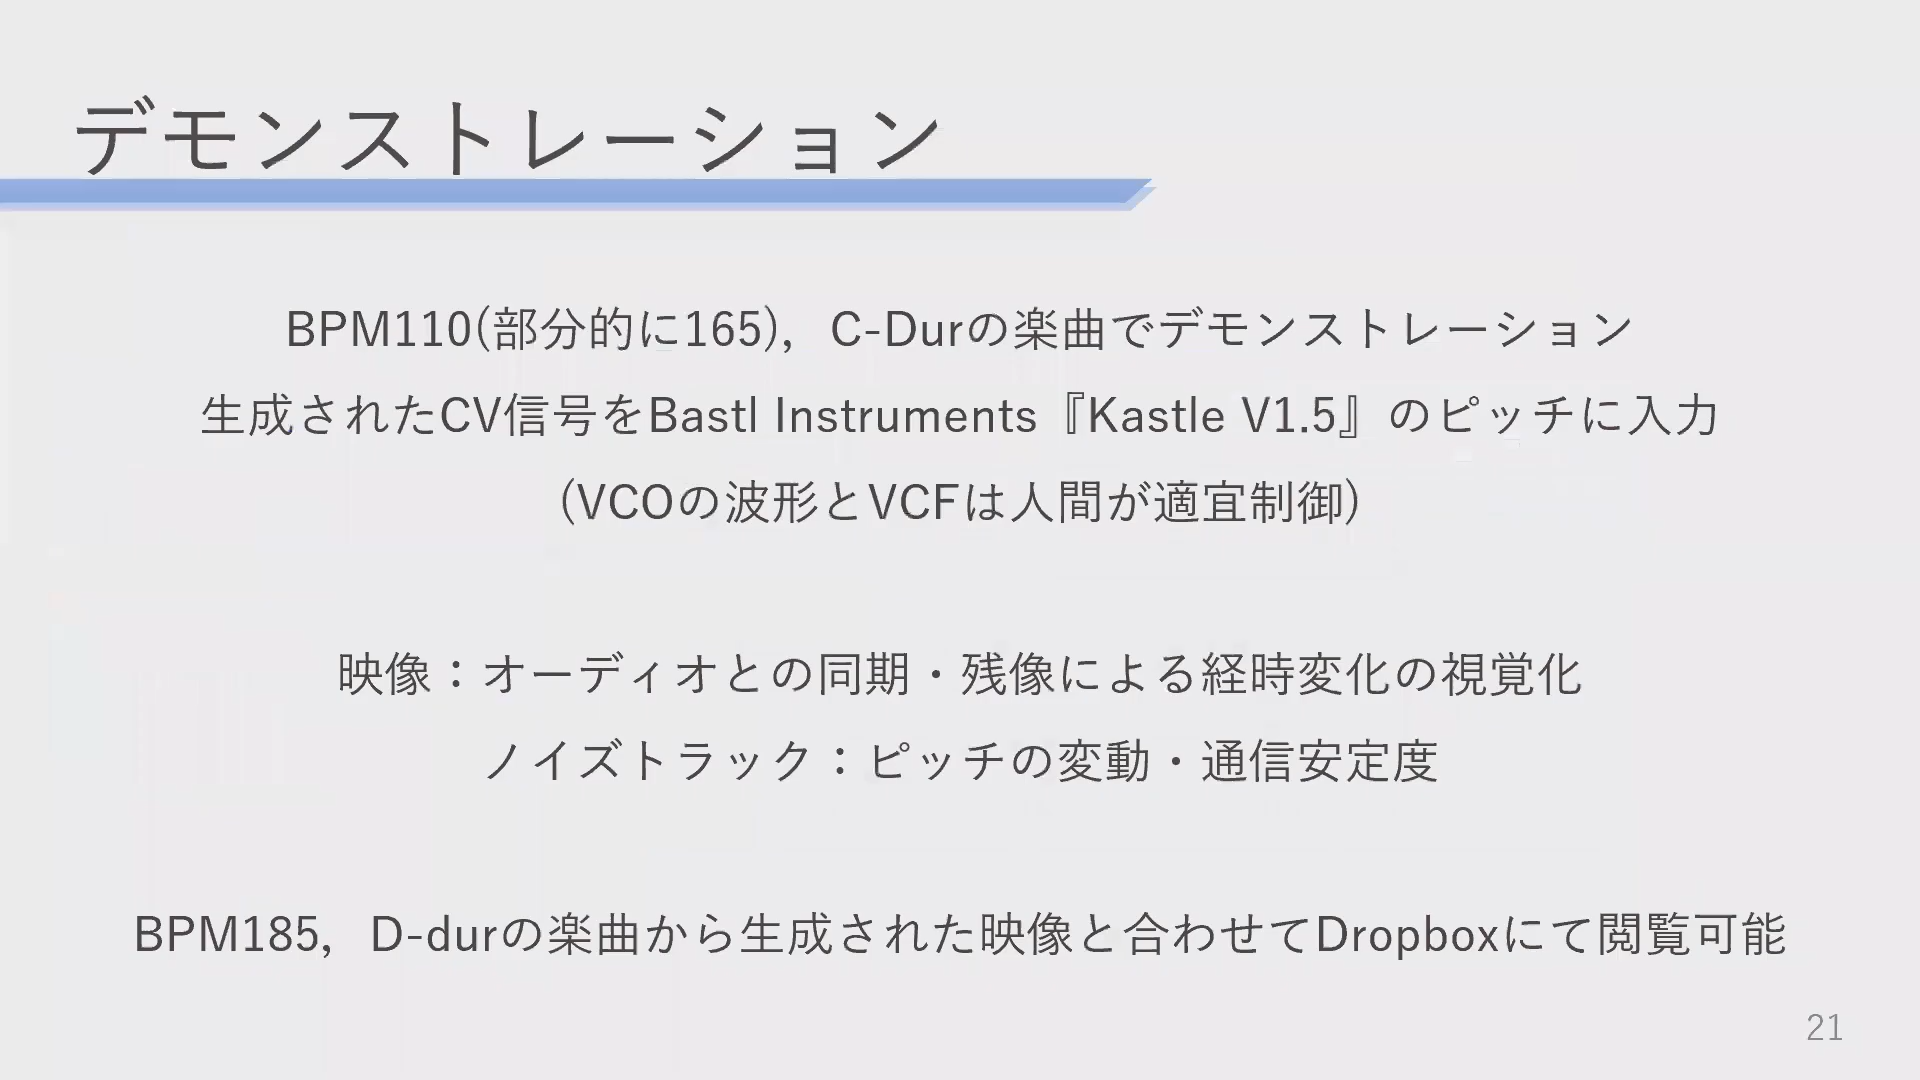 デモンストレーション
BPM110(部分的に165)，C-Durの楽曲でデモンストレーション
生成されたCV信号をBastl Instruments『Kastle V1.5』のピッチに入力
(VCOの波形とVCFは人間が適宜制御)
映像：オーディオとの同期・残像による経時変化の視覚化
ノイズトラック：ピッチの変動・通信安定度
BPM185，D-durの楽曲から生成された映像と合わせてDropboxにて閲覧可能
21